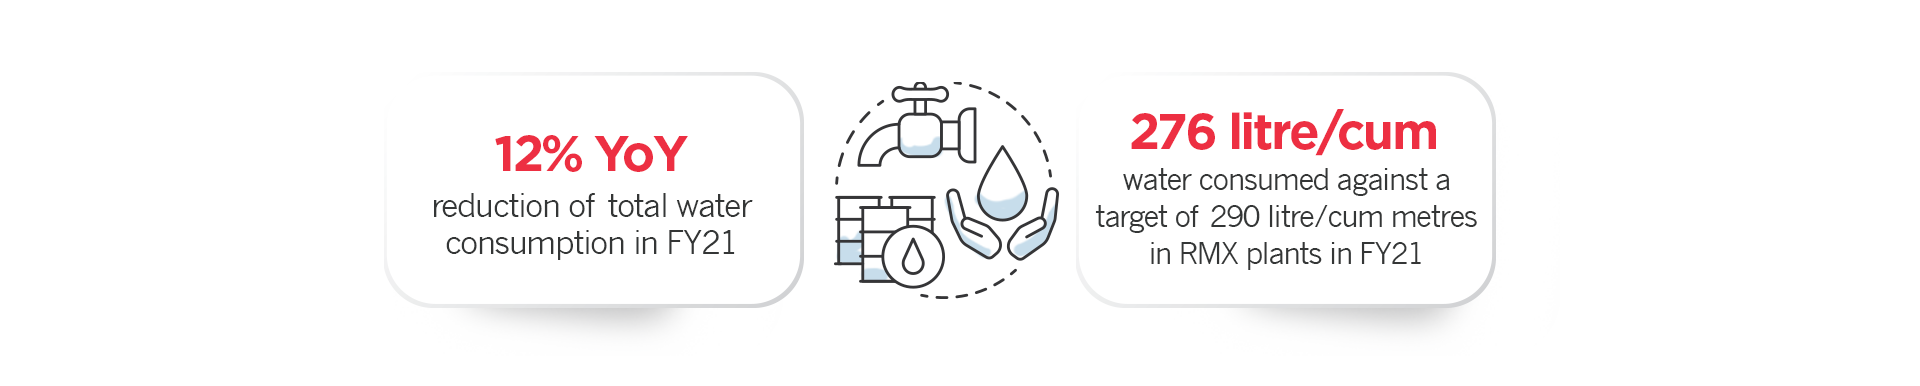 12% YoY
reduction of total water
consumption in FY21
276 litre/cum
water consumed against a
target of 290 litre/cum metres
in RMX plants in FY21